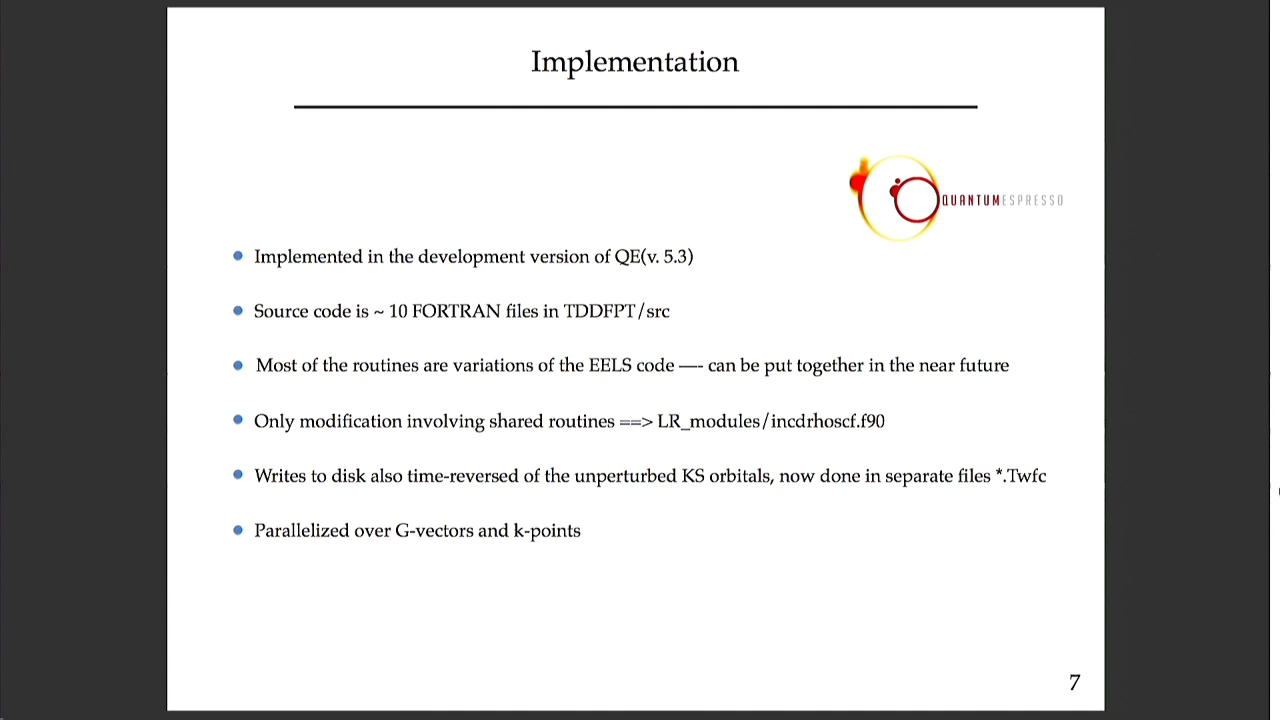 Implementation
QUANTUMESPRESSO
Implemented in the development version of QE(v. 5.3)
Source code is ~ 10 FORTRAN files in TDDFPT/src
Most of the routines are variations of the EELS code —- can be put together in the near future
Only modification involving shared routines ==> LR_modules/incdrhoscf.f90
Writes to disk also time-reversed of the unperturbed KS orbitals, now done in separate files *.Twfc
Parallelized over G-vectors and k-points
7